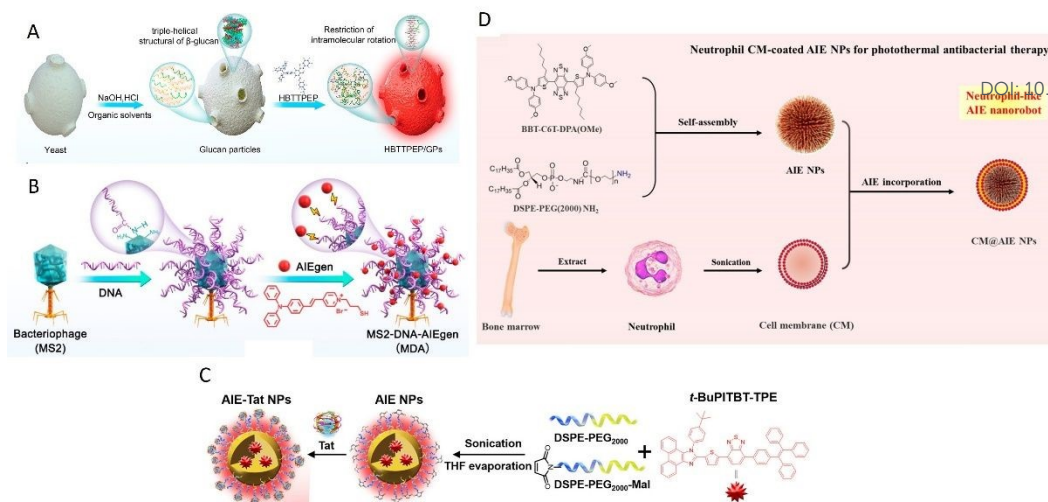 A
triple-helical
structural of β-glucan
Restriction of
intramolecular rotation
NaOH,HCl
Organic solvents
HBTTPEP
Yeast
Glucan particles
HBTTPEP/GPs
B
DNA
AIEgen
Bacteriophage
(MS2)
MS2-DNA-AIEgen
(MDA)
C
AIE-Tat NPs
AIE NPs
Tat
Sonication
THF evaporation
DSPE-PEG2000
DSPE-PEG2000-Mal
t-BuPITBT-TPE
D
Neutrophil CM-coated AIE NPs for photothermal antibacterial therapy
DOI: 10.
Neutrophil-like
AIE nanorobot
BBT-C6T-DPA(OMe)
Self-assembly
AIE NPs
DSPE-PEG(2000) NH2
AIE incorporation
CM@AIE NPs
Extract
Sonication
Bone marrow
Neutrophil
Cell membrane (CM)